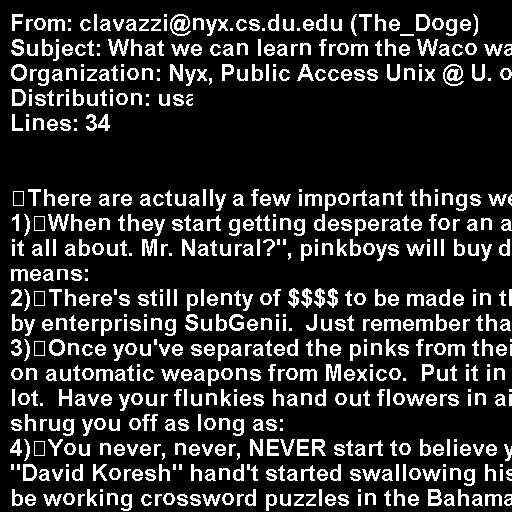 From: clavazzi@nyx.cs.du.edu (The_Doge)
Subject: What we can learn from the Waco wa
Organization: Nyx, Public Access Unix @ U. o
Distribution: usa
Lines: 34

There are actually a few important things we
1) When they start getting desperate for an a
it all about. Mr. Natural?", pinkboys will buy d
means:
2) There's still plenty of $$$$ to be made in th
by enterprising SubGenii.  Just remember tha
3) Once you've separated the pinks from thei
on automatic weapons from Mexico.  Put it in
lot.  Have your flunkies hand out flowers in ai
shrug you off as long as:
4) You never, never, NEVER start to believe y
"David Koresh" hand't started swallowing his
be working crossword puzzles in the Bahama